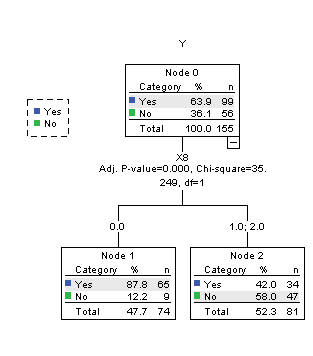 Y
Node 0
Category % n
Yes 63.9 99
No 36.1 56
Total 100.0 155
Yes
No
X8
Adj. P-value=0.000, Chi-square=35.
249, df=1
0.0
1.0; 2.0
Node 1
Category % n
Yes 87.8 65
No 12.2 9
Total 47.7 74
Node 2
Category % n
Yes 42.0 34
No 58.0 47
Total 52.3 81